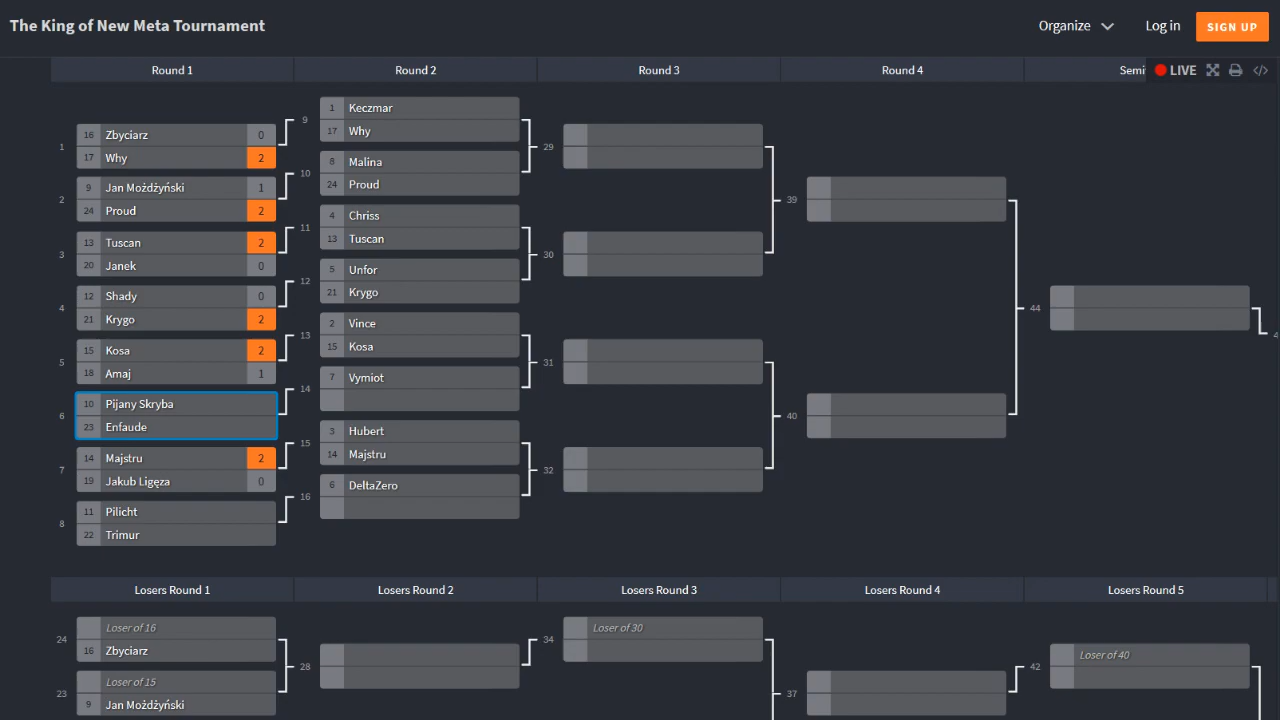 The King of New Meta Tournament
Organize
Log in
SIGN UP
Round 1
Round 2
Round 3
Round 4
Semi
LIVE
1
16 Zbyciarz 0
17 Why 2
2
9 Jan Możdżyński 1
24 Proud 2
3
13 Tuscan 2
20 Janek 0
4
12 Shady 0
21 Krygo 2
5
15 Kosa 2
18 Amaj 1
6
10 Pijany Skryba
23 Enfaude
7
14 Majstru 2
19 Jakub Ligęza 0
8
11 Pilicht
22 Trimur
9
1 Keczmar
17 Why
10
8 Malina
24 Proud
11
4 Chriss
13 Tuscan
12
5 Unfor
21 Krygo
13
2 Vince
15 Kosa
14
7 Vymiot
15
3 Hubert
14 Majstru
16
6 DeltaZero
29
30
31
32
39
40
44
4
Losers Round 1
Losers Round 2
Losers Round 3
Losers Round 4
Losers Round 5
24
Loser of 16
16 Zbyciarz
23
Loser of 15
9 Jan Możdżyński
28
34
Loser of 30
37
42
Loser of 40